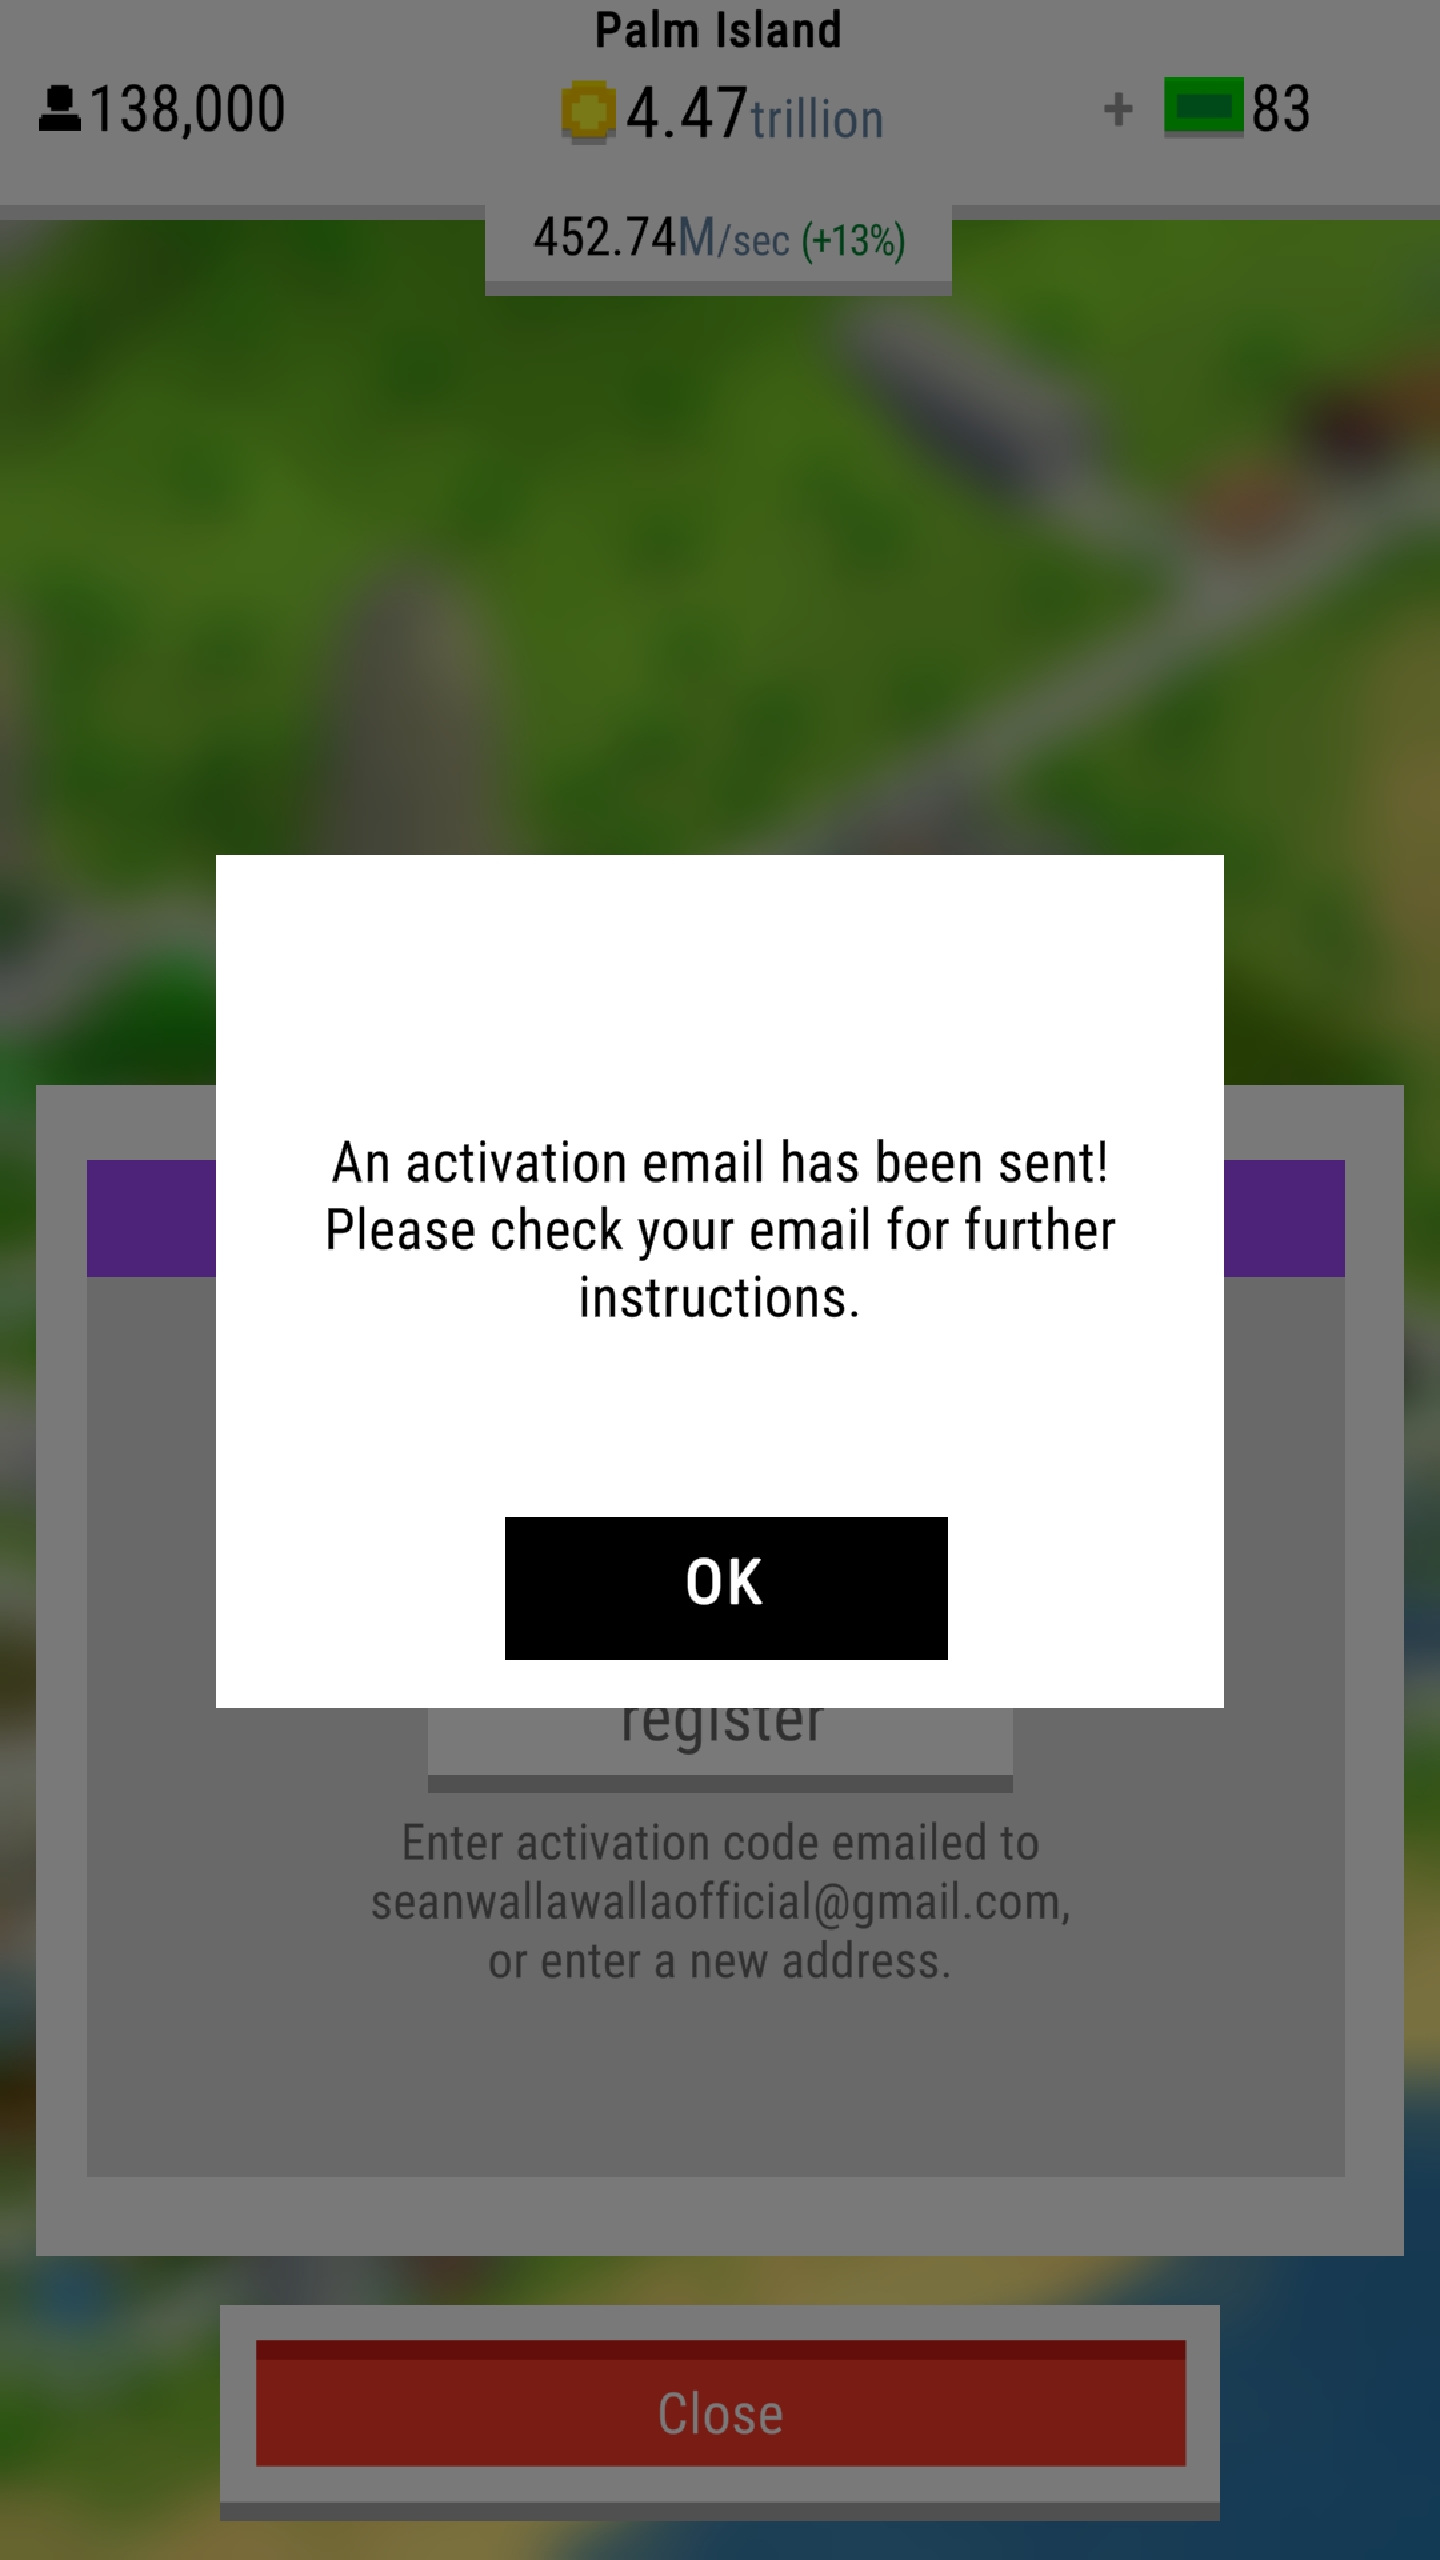 Palm Island
138,000
4.47trillion
+ 83
452.74M/sec (+13%)
An activation email has been sent!
Please check your email for further
instructions.
OK
register
Enter activation code emailed to
seanwallawallaofficial@gmail.com,
or enter a new address.
Close